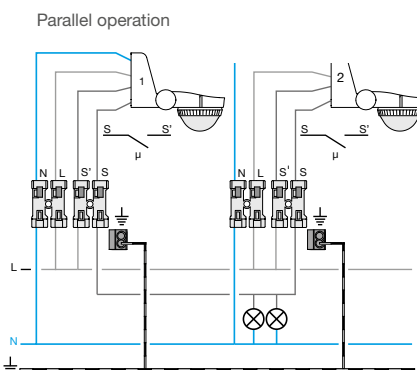 Parallel operation
1
2
S S'
µ
S S'
µ
N L S' S
N L S' S
L
N